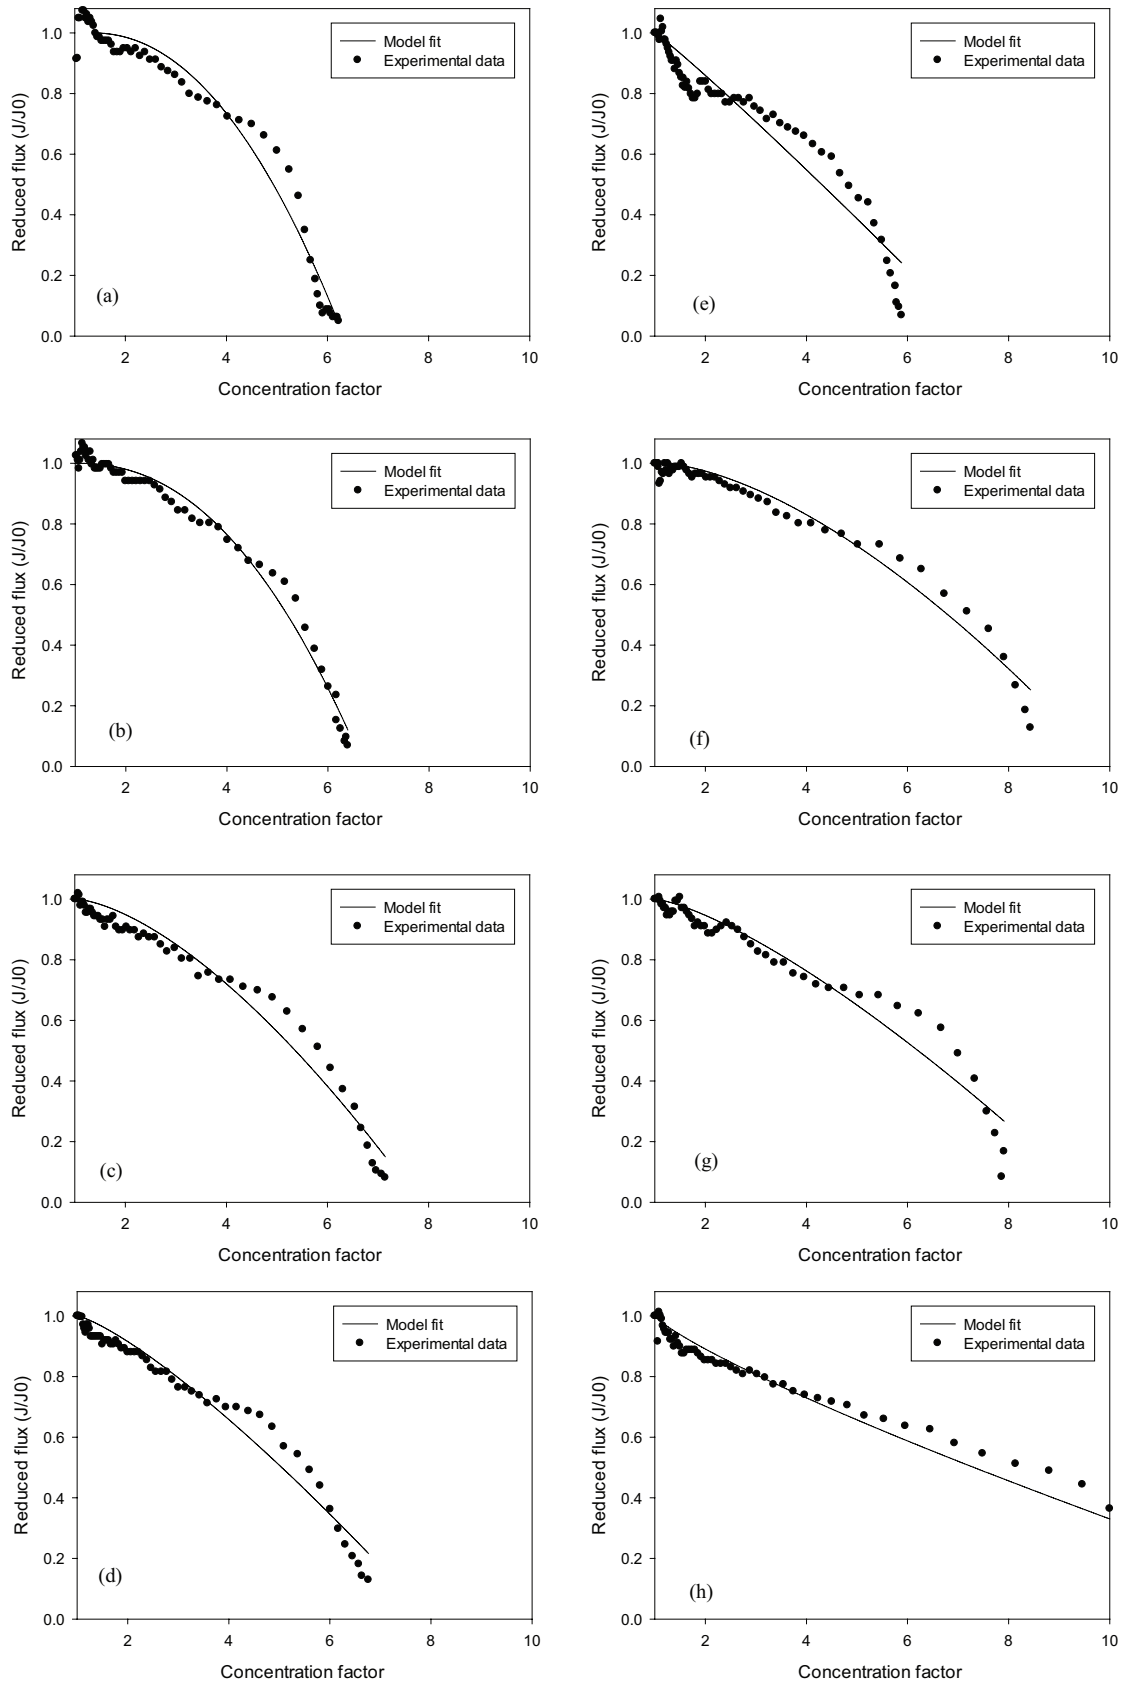 1.0
0.8
0.6
0.4
0.2
0.0
Reduced flux (J/J0)
Model fit
Experimental data
(a)
2 4 6 8 10
Concentration factor
1.0
0.8
0.6
0.4
0.2
0.0
Reduced flux (J/J0)
Model fit
Experimental data
(e)
2 4 6 8 10
Concentration factor
1.0
0.8
0.6
0.4
0.2
0.0
Reduced flux (J/J0)
Model fit
Experimental data
(b)
2 4 6 8 10
Concentration factor
1.0
0.8
0.6
0.4
0.2
0.0
Reduced flux (J/J0)
Model fit
Experimental data
(f)
2 4 6 8 10
Concentration factor
1.0
0.8
0.6
0.4
0.2
0.0
Reduced flux (J/J0)
Model fit
Experimental data
(c)
2 4 6 8 10
Concentration factor
1.0
0.8
0.6
0.4
0.2
0.0
Reduced flux (J/J0)
Model fit
Experimental data
(g)
2 4 6 8 10
Concentration factor
1.0
0.8
0.6
0.4
0.2
0.0
Reduced flux (J/J0)
Model fit
Experimental data
(d)
2 4 6 8 10
Concentration factor
1.0
0.8
0.6
0.4
0.2
0.0
Reduced flux (J/J0)
Model fit
Experimental data
(h)
2 4 6 8 10
Concentration factor